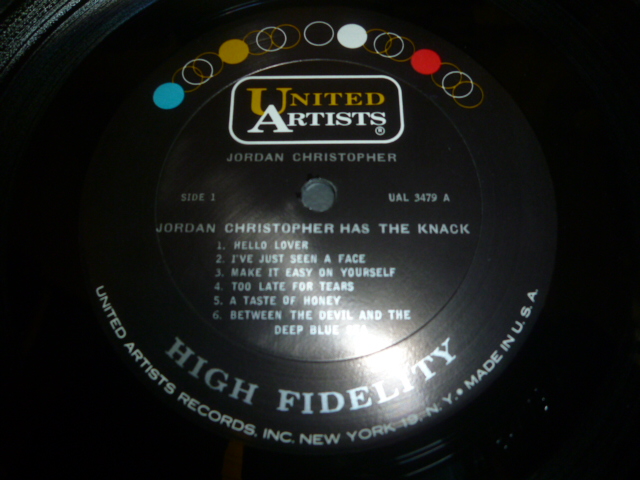 UNITED
ARTISTS®
JORDAN CHRISTOPHER
SIDE 1
UAL 3479 A
JORDAN CHRISTOPHER HAS THE KNACK
1. HELLO LOVER
2. I'VE JUST SEEN A FACE
3. MAKE IT EASY ON YOURSELF
4. TOO LATE FOR TEARS
5. A TASTE OF HONEY
6. BETWEEN THE DEVIL AND THE
DEEP BLUE SEA
HIGH FIDELITY
UNITED ARTISTS RECORDS, INC. NEW YORK 19, N.Y. • MADE IN U.S.A.